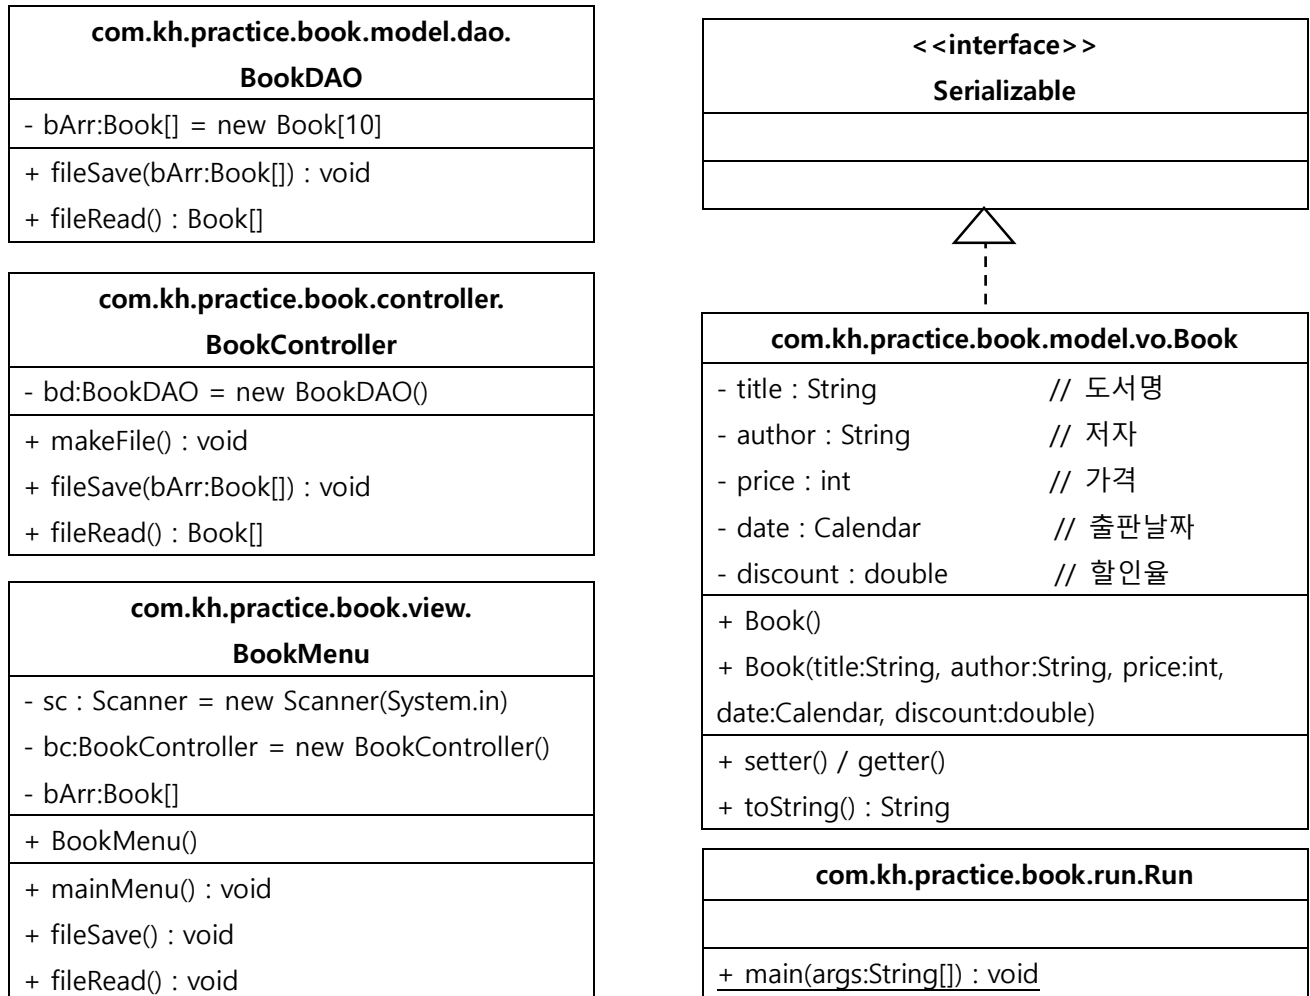 com.kh.practice.book.model.dao.
BookDAO
- bArr:Book[] = new Book[10]
+ fileSave(bArr:Book[]) : void
+ fileRead() : Book[]
com.kh.practice.book.controller.
BookController
- bd:BookDAO = new BookDAO()
+ makeFile() : void
+ fileSave(bArr:Book[]) : void
+ fileRead() : Book[]
com.kh.practice.book.view.
BookMenu
- sc : Scanner = new Scanner(System.in)
- bc:BookController = new BookController()
- bArr:Book[]
+ BookMenu()
+ mainMenu() : void
+ fileSave() : void
+ fileRead() : void
<<interface>>
Serializable
com.kh.practice.book.model.vo.Book
- title : String // 도서명
- author : String // 저자
- price : int // 가격
- date : Calendar // 출판날짜
- discount : double // 할인율
+ Book()
+ Book(title:String, author:String, price:int,
date:Calendar, discount:double)
+ setter() / getter()
+ toString() : String
com.kh.practice.book.run.Run
+ main(args:String[]) : void